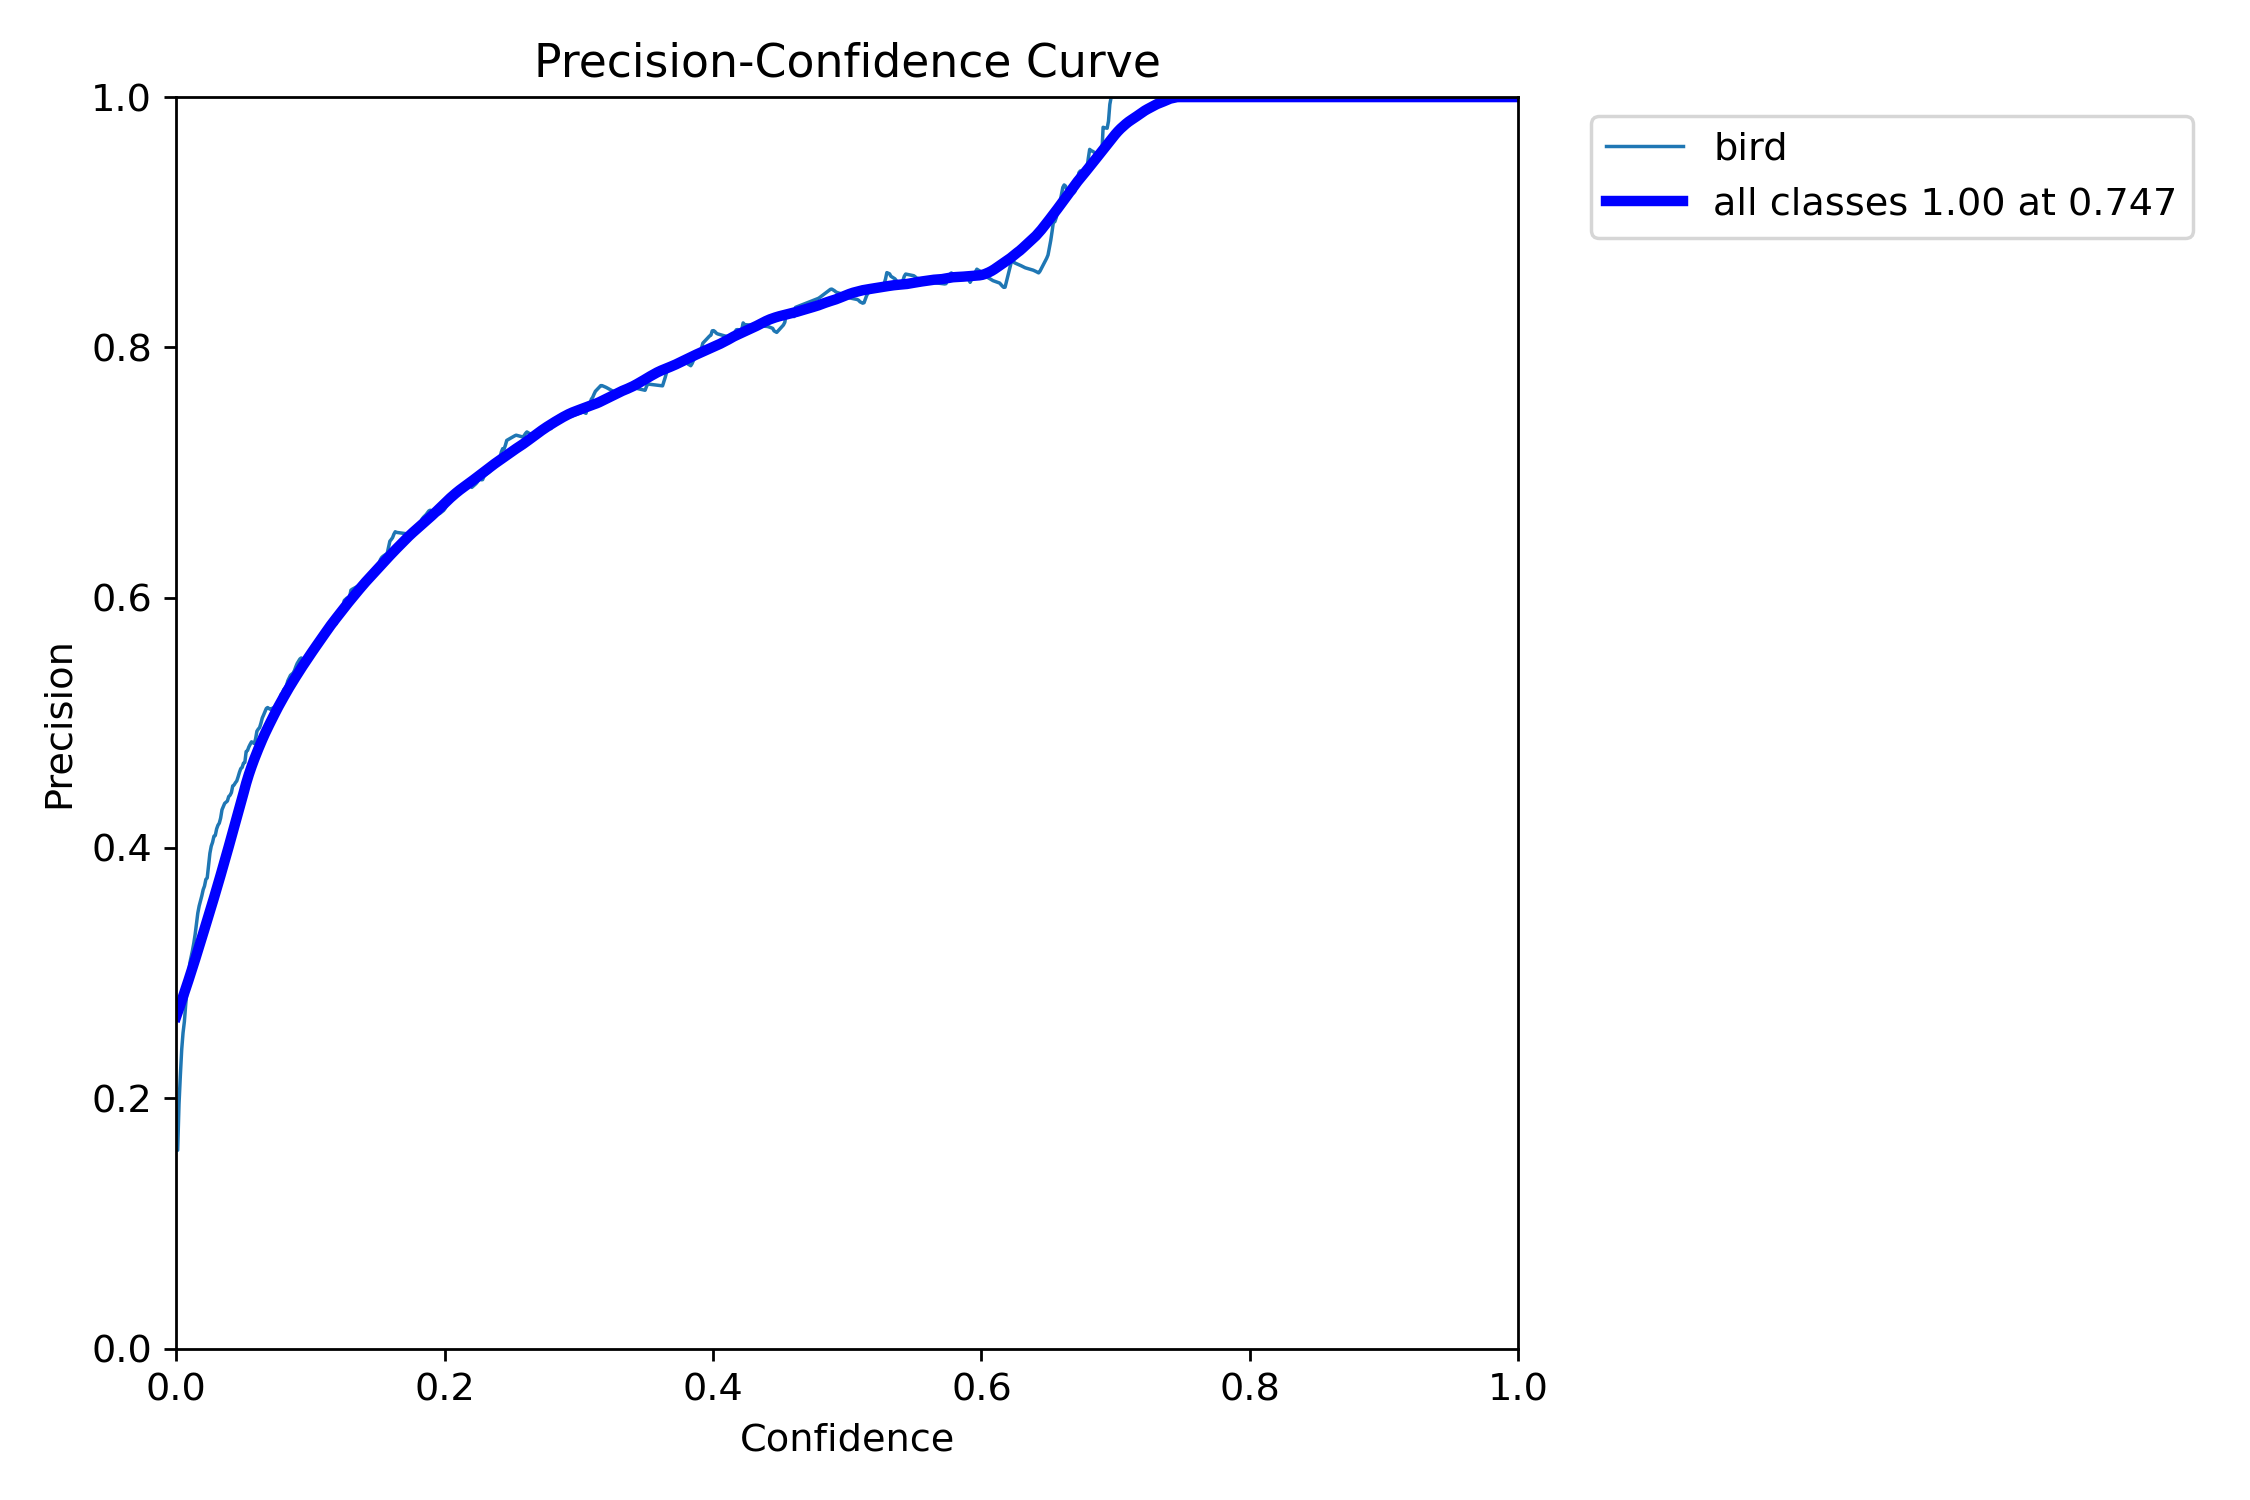 Precision-Confidence Curve
1.0
0.8
0.6
0.4
0.2
0.0
Precision
0.0 0.2 0.4 0.6 0.8 1.0
Confidence
bird
all classes 1.00 at 0.747